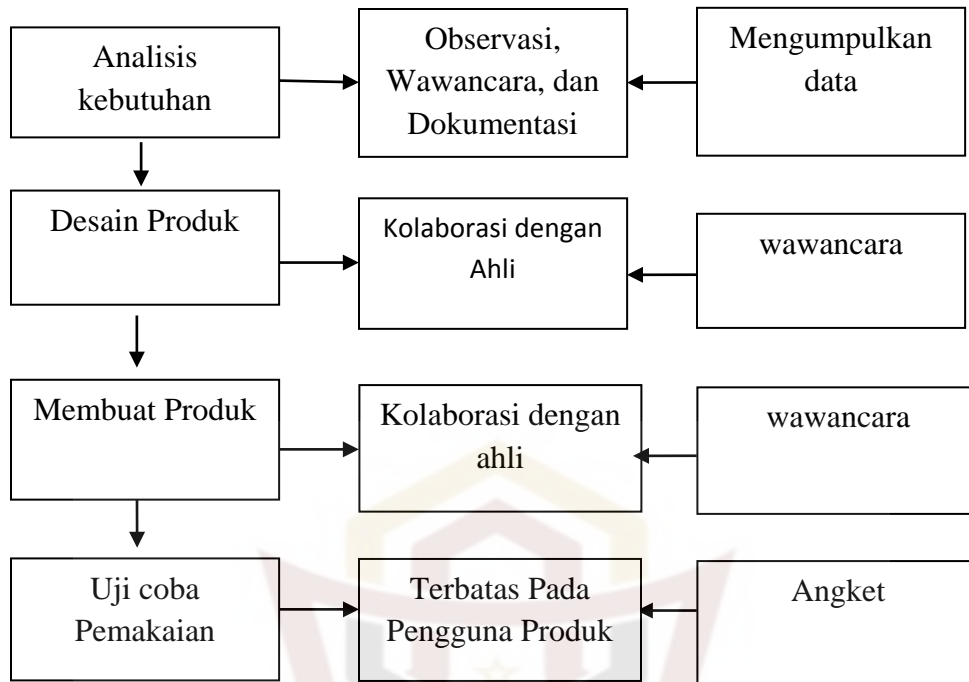 Analisis
kebutuhan
Observasi,
Wawancara, dan
Dokumentasi
Mengumpulkan
data
Desain Produk
Kolaborasi dengan
Ahli
wawancara
Membuat Produk
Kolaborasi dengan
ahli
wawancara
Uji coba
Pemakaian
Terbatas Pada
Pengguna Produk
Angket